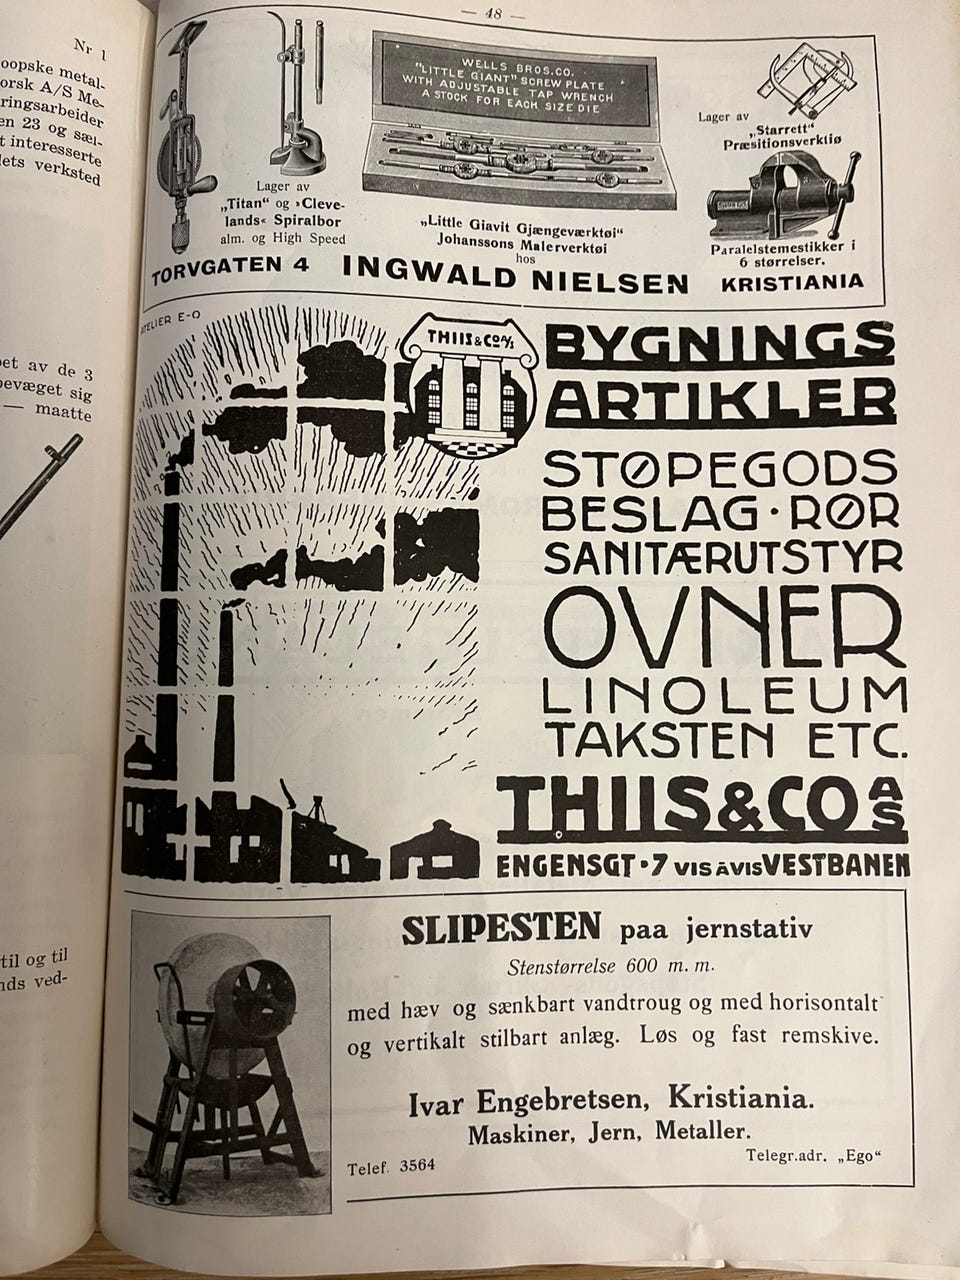 Nr 1
oopske metal-
orsk A/S Me-
ringsarbeider
en 23 og sæl-
t interesserte
lets verksted
et av de 3
bevæget sig
— maatte
til og til
nds ved-
— 48 —
WELLS BROS. CO.
"LITTLE GIANT" SCREW PLATE
WITH ADJUSTABLE TAP WRENCH
A STOCK FOR EACH SIZE DIE
Lager av
„Titan“ og »Cleve-
lands« Spiralbor
alm. og High Speed
„Little Giavit Gjængeværktøi“
Johanssons Malerverktøi
hos
Lager av
„Starrett“
Præsitionsverktiø
Paralelstemestikker i
6 størrelser.
TORVGATEN 4 INGWALD NIELSEN KRISTIANIA
ATELIER E-O
THIIS & CO A/S
BYGNINGS
ARTIKLER
STØPEGODS
BESLAG · RØR
SANITÆRUTSTYR
OVNER
LINOLEUM
TAKSTEN ETC.
THIIS & CO AS
ENGENSGT · 7 VIS ÀVIS VESTBANEN
SLIPESTEN paa jernstativ
Stenstørrelse 600 m. m.
med hæv og sænkbart vandtroug og med horisontalt
og vertikalt stilbart anlæg. Løs og fast remskive.
Ivar Engebretsen, Kristiania.
Maskiner, Jern, Metaller.
Telef. 3564 Telegr.adr. „Ego“